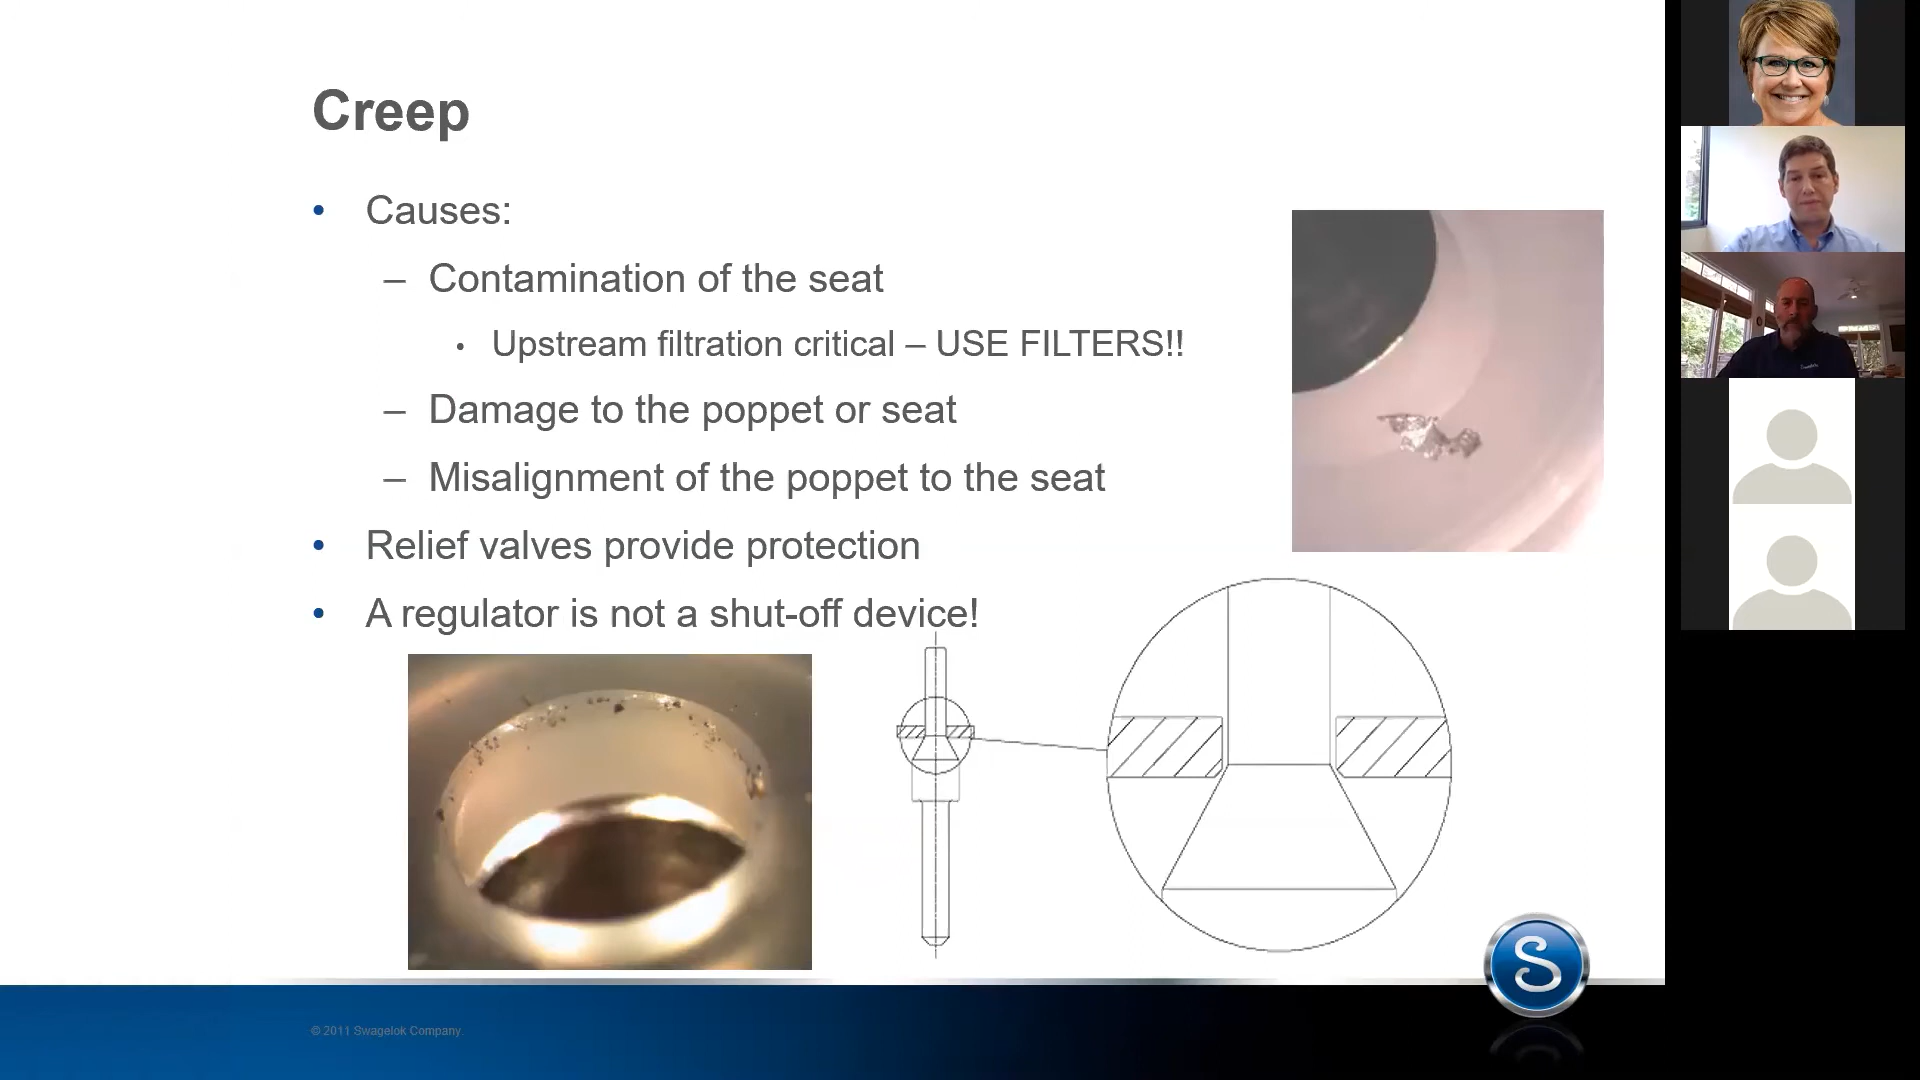 Creep
• Causes:
– Contamination of the seat
• Upstream filtration critical – USE FILTERS!!
– Damage to the poppet or seat
– Misalignment of the poppet to the seat
• Relief valves provide protection
• A regulator is not a shut-off device!
S
© 2011 Swagelok Company.